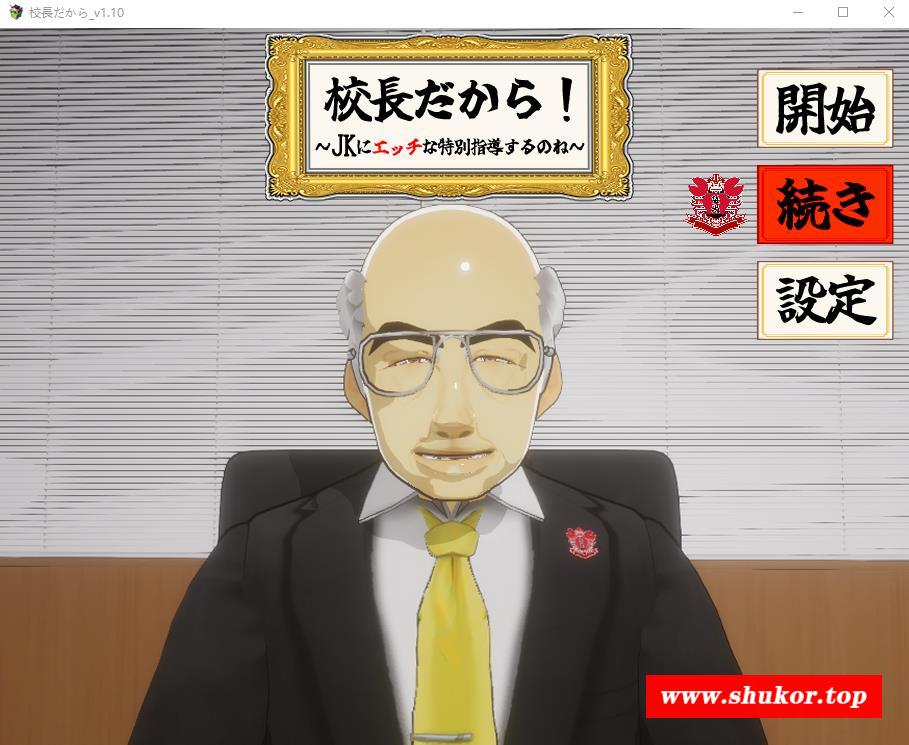 校長だから_v1.10
校長だから！
～JKにエッチな特別指導するのね～
開始
続き
設定
www.shukor.top